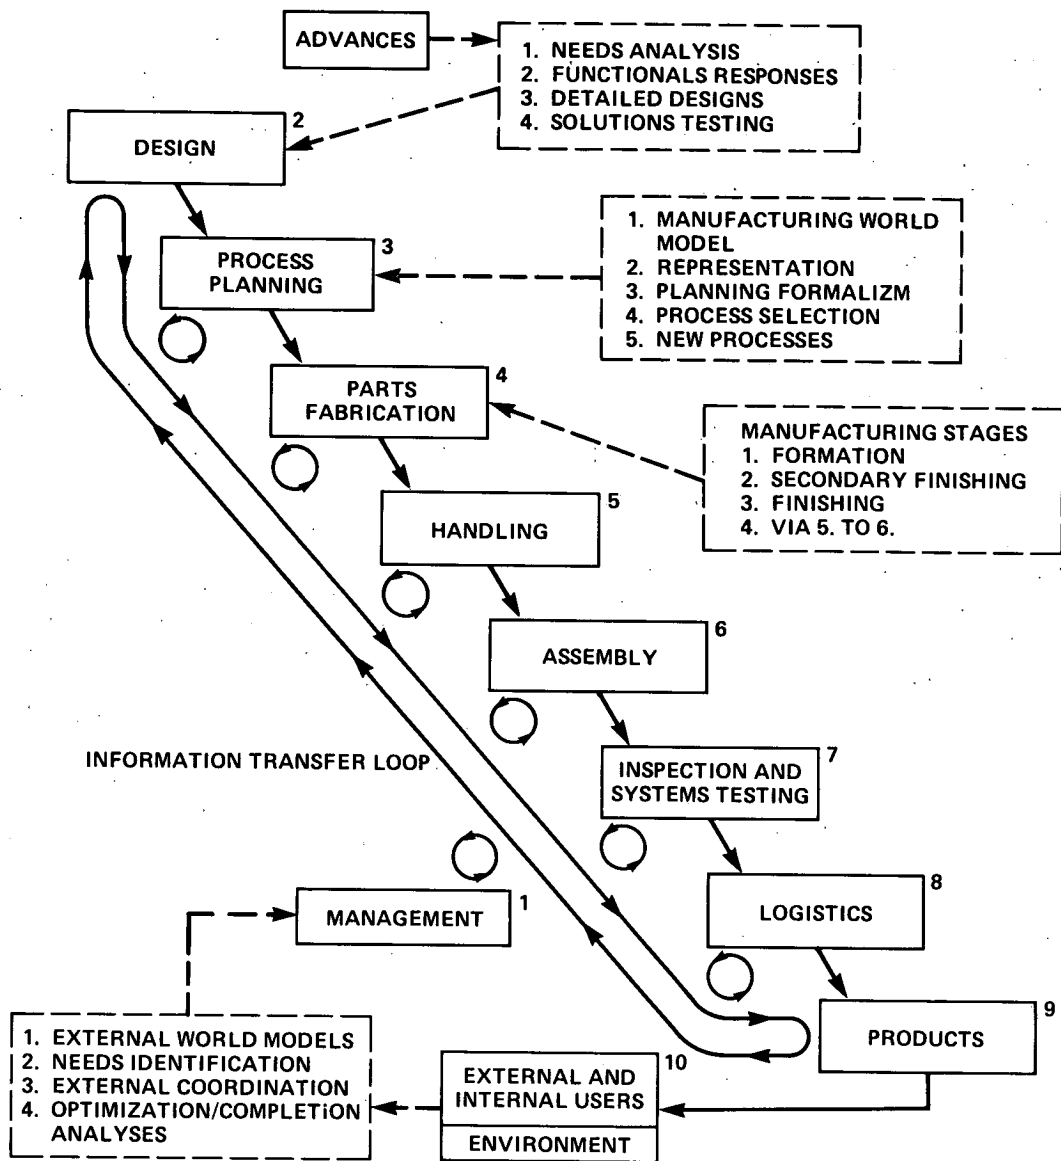 ADVANCES
1. NEEDS ANALYSIS
2. FUNCTIONALS RESPONSES
3. DETAILED DESIGNS
4. SOLUTIONS TESTING
2
DESIGN
1. MANUFACTURING WORLD
MODEL
2. REPRESENTATION
3. PLANNING FORMALIZM
4. PROCESS SELECTION
5. NEW PROCESSES
3
PROCESS
PLANNING
4
PARTS
FABRICATION
MANUFACTURING STAGES
1. FORMATION
2. SECONDARY FINISHING
3. FINISHING
4. VIA 5. TO 6.
5
HANDLING
6
ASSEMBLY
INFORMATION TRANSFER LOOP
7
INSPECTION AND
SYSTEMS TESTING
MANAGEMENT
1
8
LOGISTICS
9
PRODUCTS
10
EXTERNAL AND
INTERNAL USERS
ENVIRONMENT
1. EXTERNAL WORLD MODELS
2. NEEDS IDENTIFICATION
3. EXTERNAL COORDINATION
4. OPTIMIZATION/COMPLETION
ANALYSES